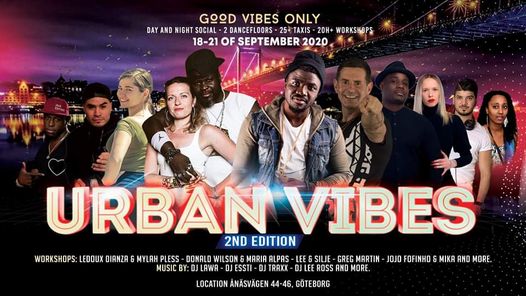 GOOD VIBES ONLY
DAY AND NIGHT SOCIAL - 2 DANCEFLOORS - 25+ TAXIS - 20H+ WORKSHOPS
18-21 OF SEPTEMBER 2020
URBAN VIBES
2ND EDITION
WORKSHOPS: LEDOUX DIANZA & MYLAH PLESS - DONALD WILSON & MARIA ALPAS - LEE & SILJE - GREG MARTIN - JOJO FOFINHO & MIKA AND MORE.
MUSIC BY: DJ LAWA - DJ ESSTI - DJ TRAXX - DJ LEE ROSS AND MORE.
LOCATION ÅNÄSVÄGEN 44-46, GÖTEBORG